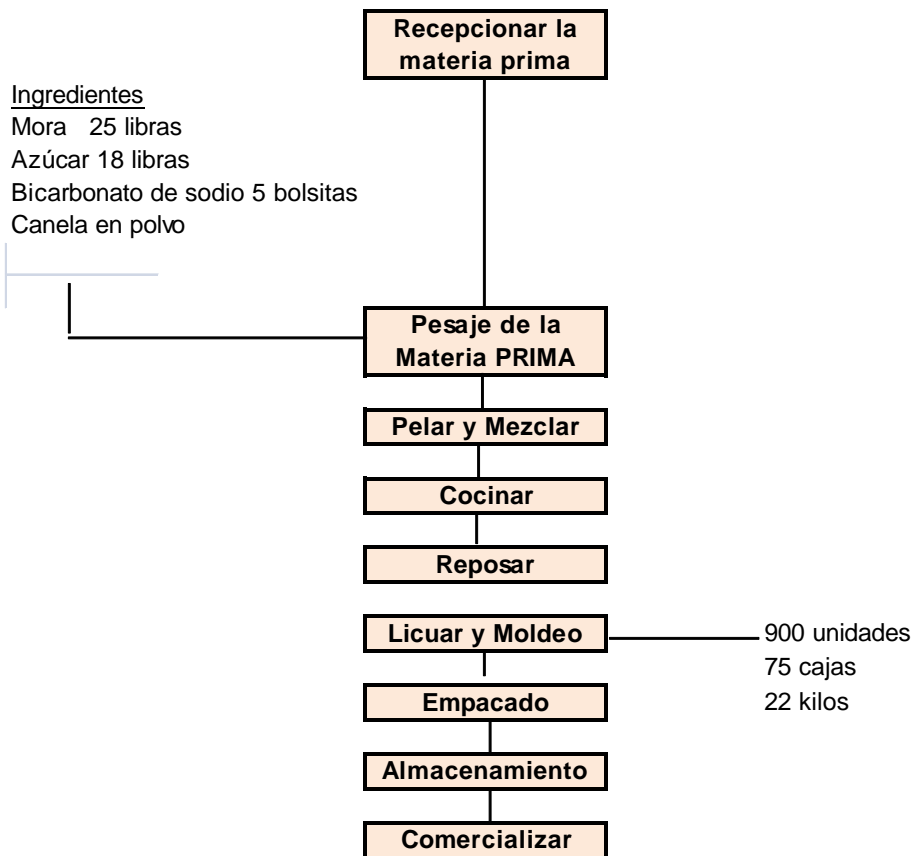 Recepcionar la
materia prima
Ingredientes
Mora 25 libras
Azúcar 18 libras
Bicarbonato de sodio 5 bolsitas
Canela en polvo
Pesaje de la
Materia PRIMA
Pelar y Mezclar
Cocinar
Reposar
Licuar y Moldeo
900 unidades
75 cajas
22 kilos
Empacado
Almacenamiento
Comercializar